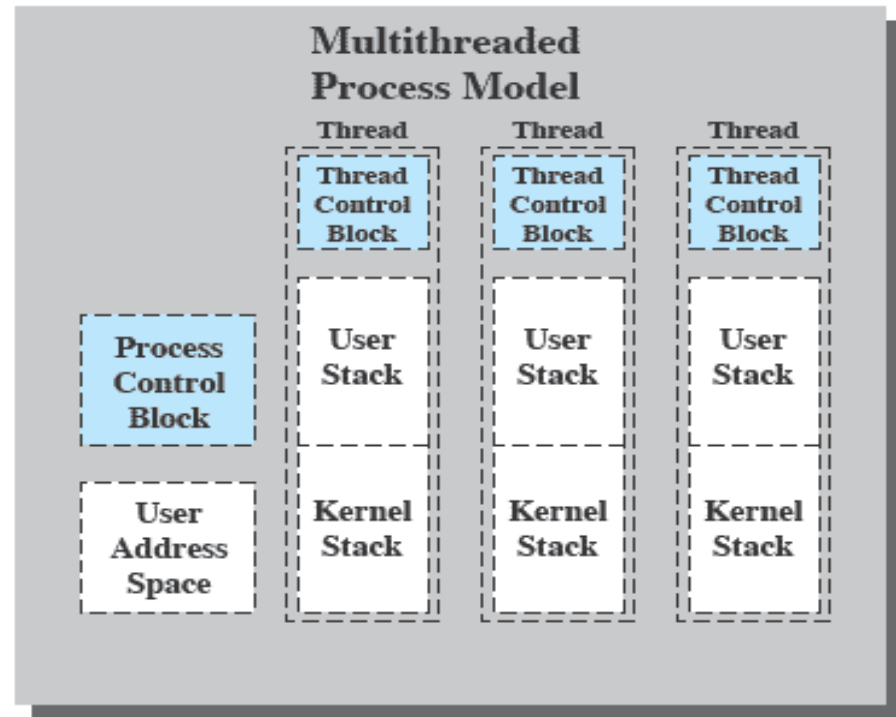 Multithreaded
Process Model
Thread
Thread
Thread
Thread
Control
Block
Thread
Control
Block
Thread
Control
Block
Process
Control
Block
User
Address
Space
User
Stack
User
Stack
User
Stack
Kernel
Stack
Kernel
Stack
Kernel
Stack